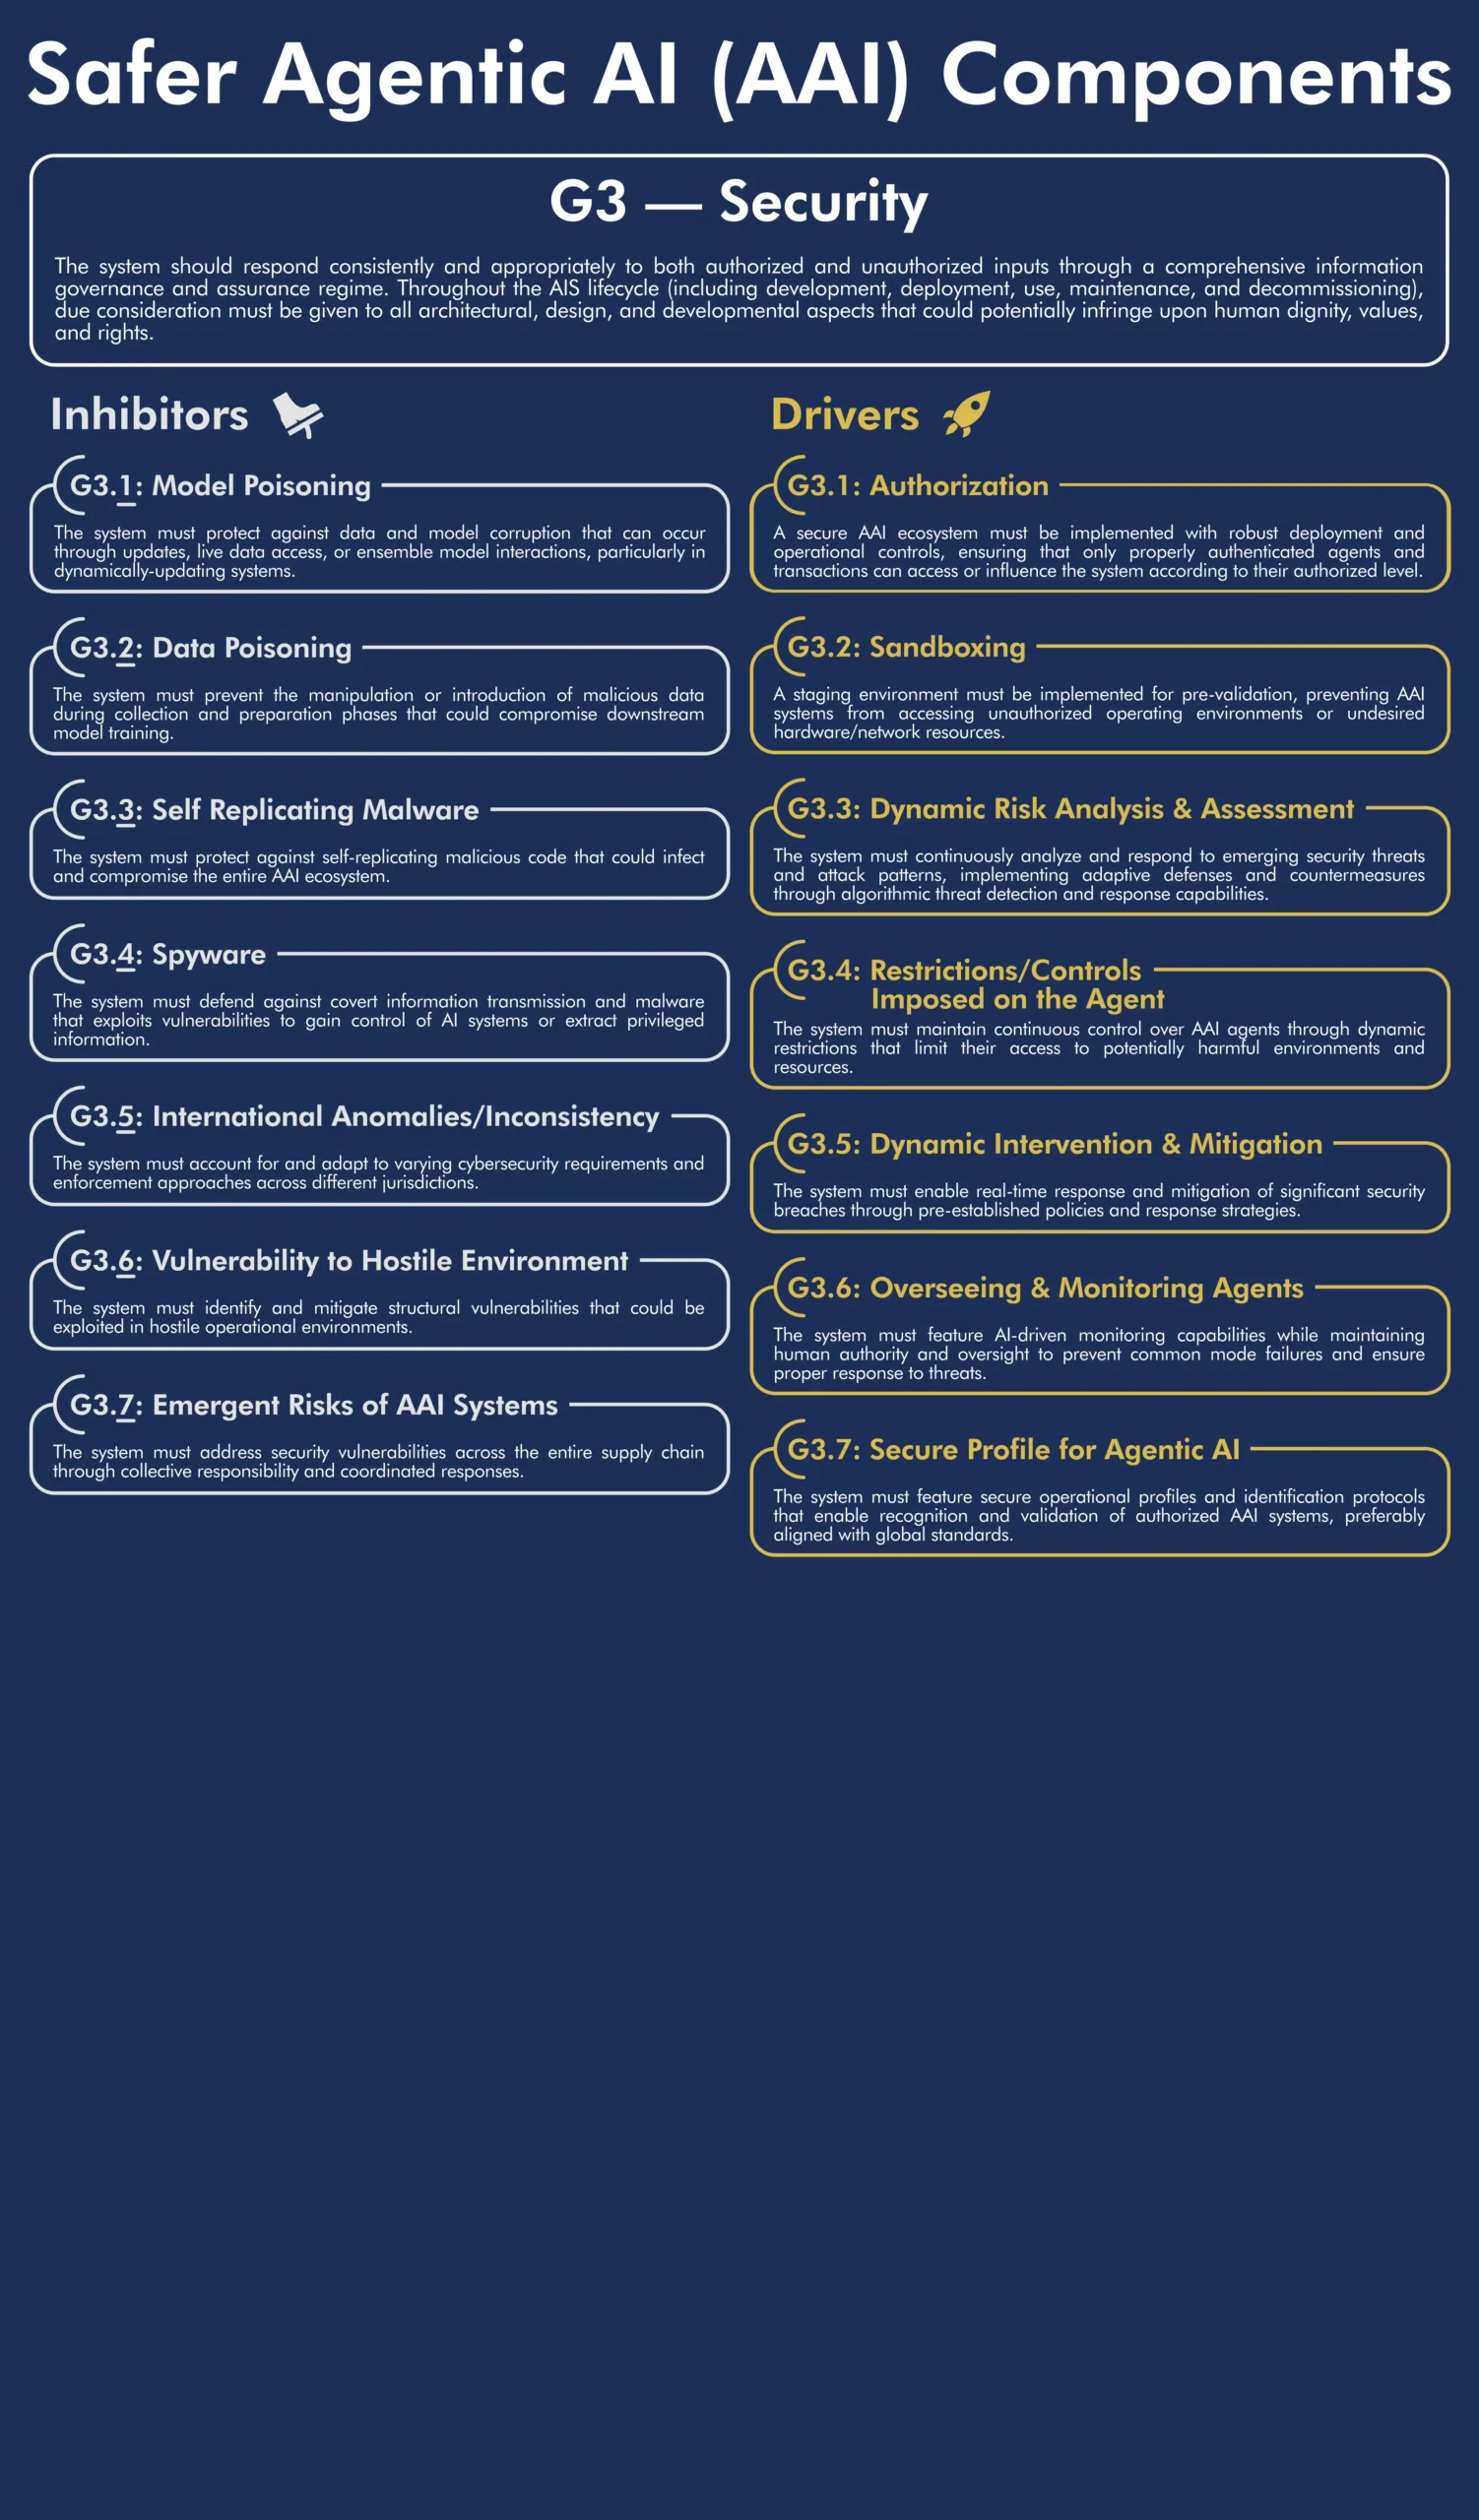 Safer Agentic AI (AAI) Components
G3 — Security
The system should respond consistently and appropriately to both authorized and unauthorized inputs through a comprehensive information
governance and assurance regime. Throughout the AIS lifecycle (including development, deployment, use, maintenance, and decommissioning),
due consideration must be given to all architectural, design, and developmental aspects that could potentially infringe upon human dignity, values,
and rights.
Inhibitors
G3.1: Model Poisoning
The system must protect against data and model corruption that can occur
through updates, live data access, or ensemble model interactions, particularly in
dynamically-updating systems.
G3.2: Data Poisoning
The system must prevent the manipulation or introduction of malicious data
during collection and preparation phases that could compromise downstream
model training.
G3.3: Self Replicating Malware
The system must protect against self-replicating malicious code that could infect
and compromise the entire AAI ecosystem.
G3.4: Spyware
The system must defend against covert information transmission and malware
that exploits vulnerabilities to gain control of AI systems or extract privileged
information.
G3.5: International Anomalies/Inconsistency
The system must account for and adapt to varying cybersecurity requirements and
enforcement approaches across different jurisdictions.
G3.6: Vulnerability to Hostile Environment
The system must identify and mitigate structural vulnerabilities that could be
exploited in hostile operational environments.
G3.7: Emergent Risks of AAI Systems
The system must address security vulnerabilities across the entire supply chain
through collective responsibility and coordinated responses.
Drivers
G3.1: Authorization
A secure AAI ecosystem must be implemented with robust deployment and
operational controls, ensuring that only properly authenticated agents and
transactions can access or influence the system according to their authorized level.
G3.2: Sandboxing
A staging environment must be implemented for pre-validation, preventing AAI
systems from accessing unauthorized operating environments or undesired
hardware/network resources.
G3.3: Dynamic Risk Analysis & Assessment
The system must continuously analyze and respond to emerging security threats
and attack patterns, implementing adaptive defenses and countermeasures
through algorithmic threat detection and response capabilities.
G3.4: Restrictions/Controls
Imposed on the Agent
The system must maintain continuous control over AAI agents through dynamic
restrictions that limit their access to potentially harmful environments and
resources.
G3.5: Dynamic Intervention & Mitigation
The system must enable real-time response and mitigation of significant security
breaches through pre-established policies and response strategies.
G3.6: Overseeing & Monitoring Agents
The system must feature AI-driven monitoring capabilities while maintaining
human authority and oversight to prevent common mode failures and ensure
proper response to threats.
G3.7: Secure Profile for Agentic AI
The system must feature secure operational profiles and identification protocols
that enable recognition and validation of authorized AAI systems, preferably
aligned with global standards.